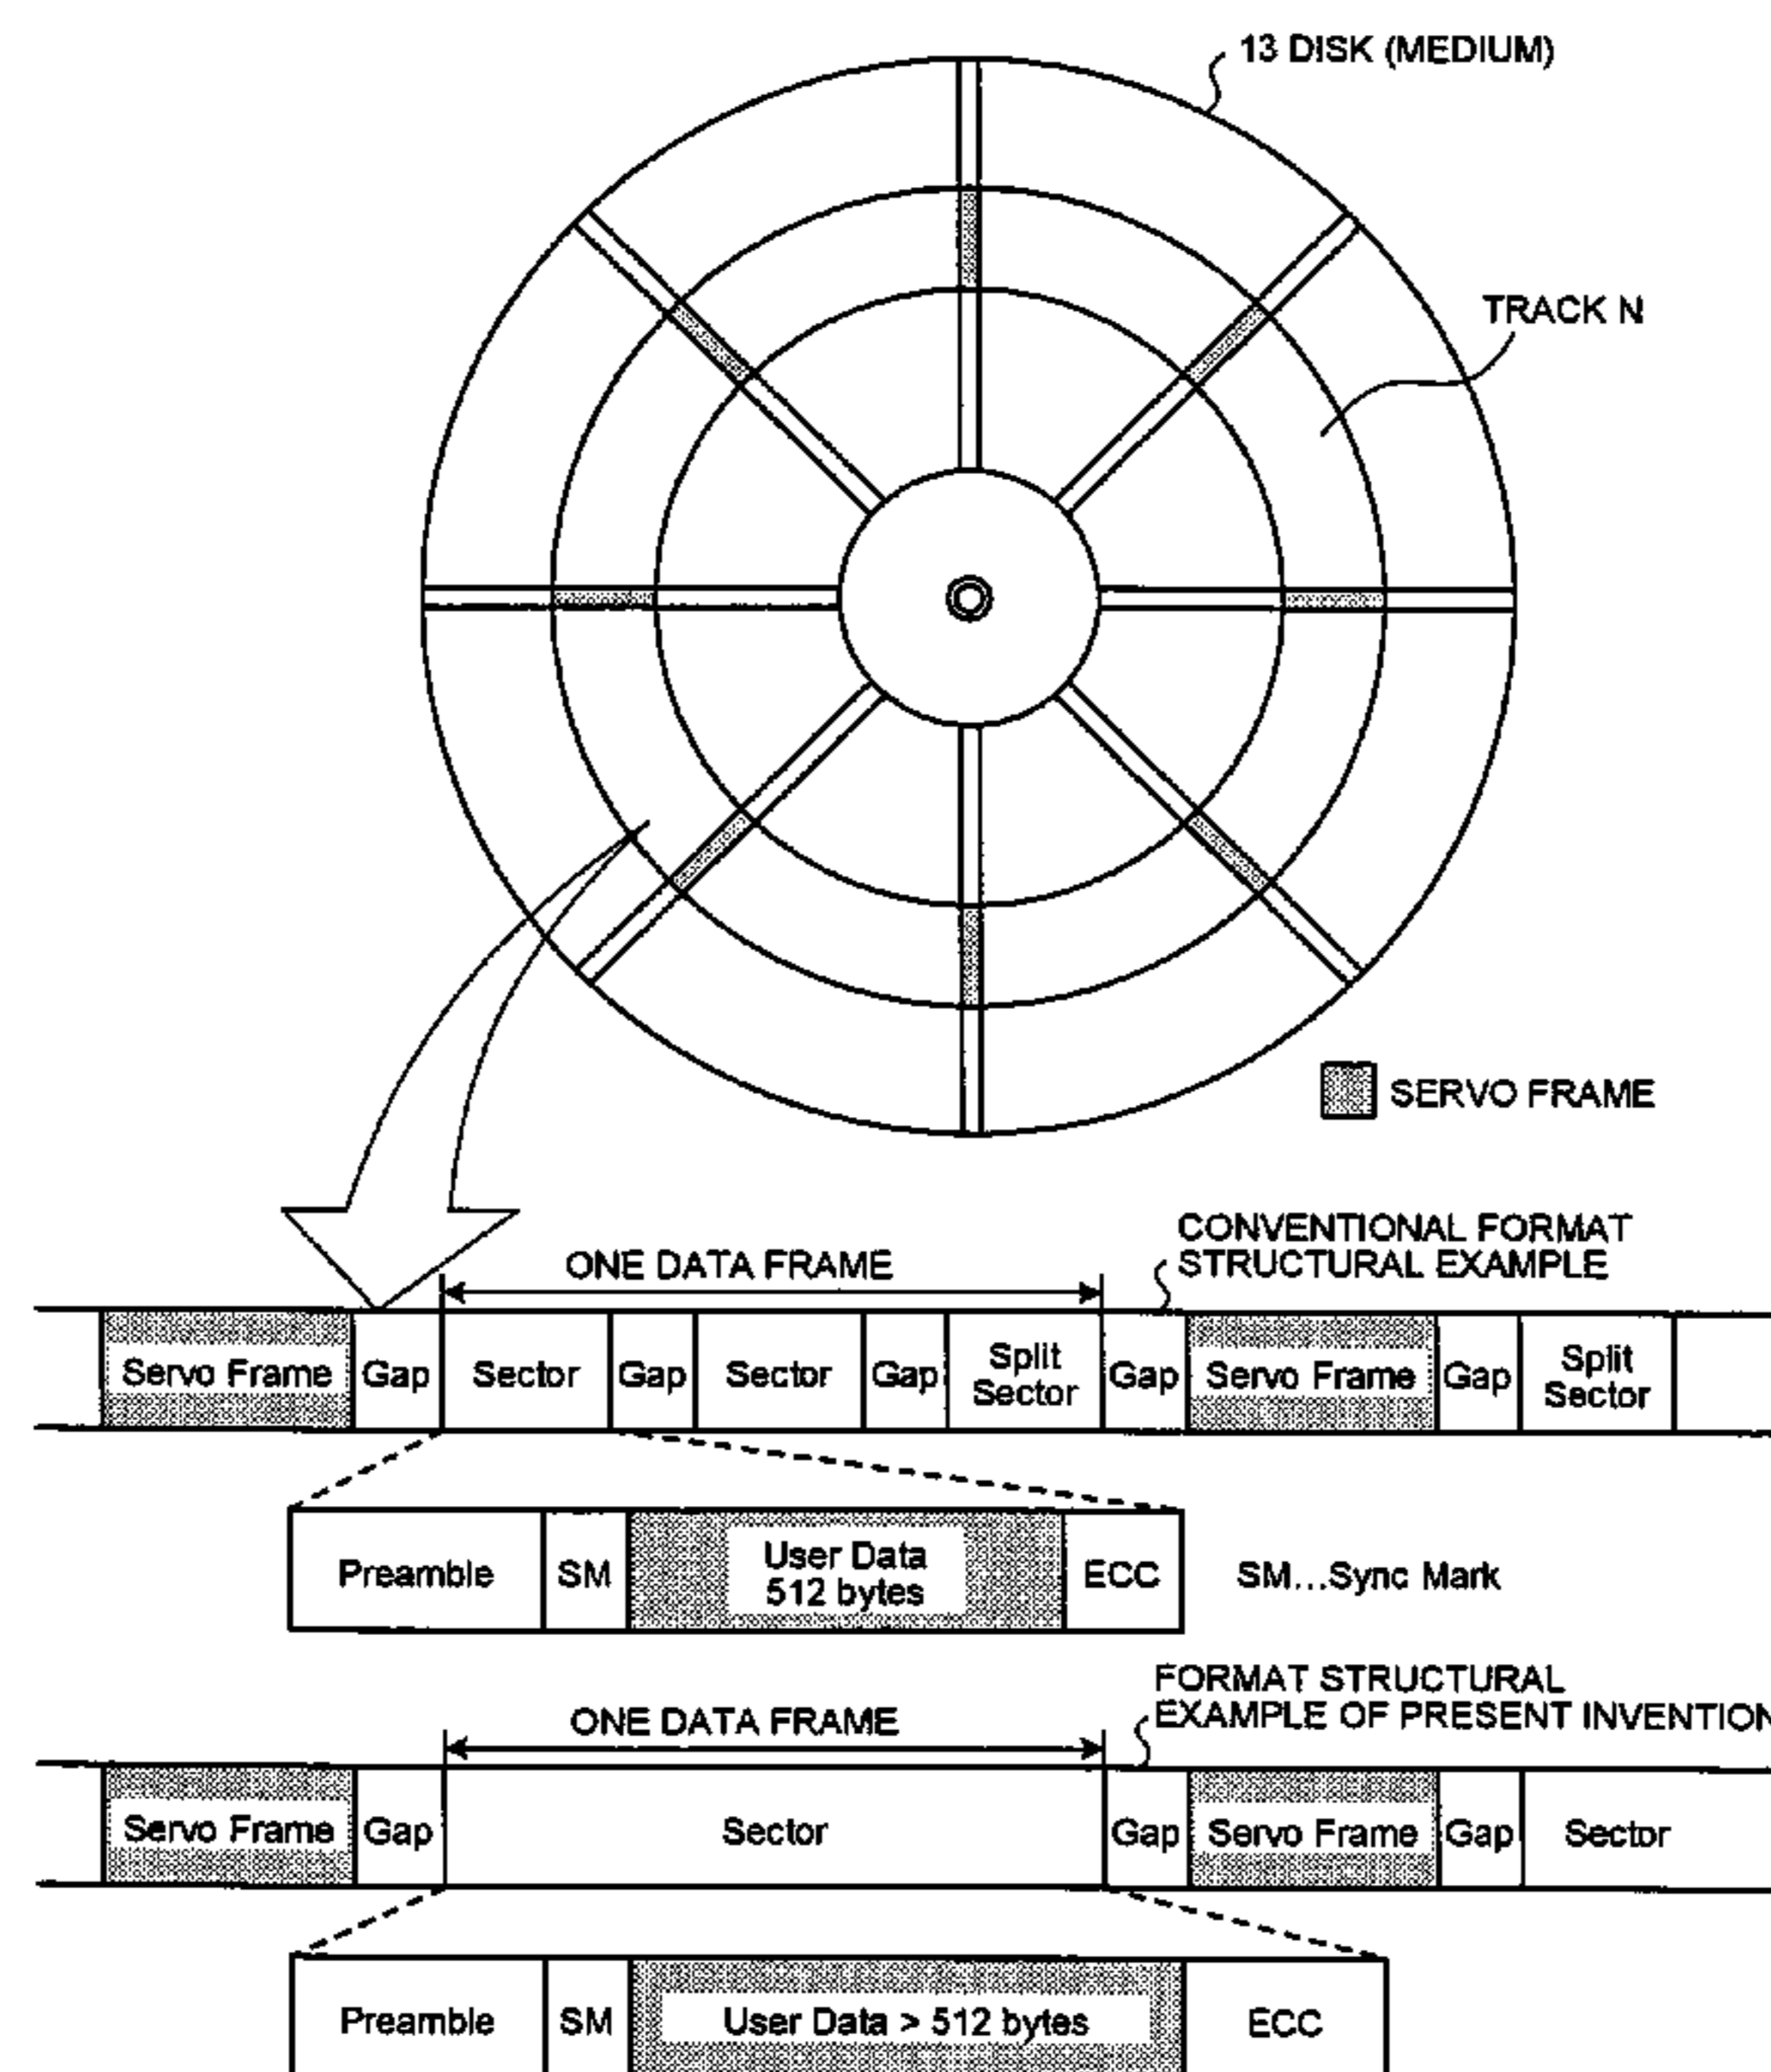 13 DISK (MEDIUM)
TRACK N
SERVO FRAME
CONVENTIONAL FORMAT
STRUCTURAL EXAMPLE
ONE DATA FRAME
Servo Frame
Gap
Sector
Gap
Sector
Gap
Split
Sector
Gap
Servo Frame
Gap
Split
Sector
Preamble
SM
User Data
512 bytes
ECC
SM...Sync Mark
FORMAT STRUCTURAL
EXAMPLE OF PRESENT INVENTION
ONE DATA FRAME
Servo Frame
Gap
Sector
Gap
Servo Frame
Gap
Sector
Preamble
SM
User Data > 512 bytes
ECC